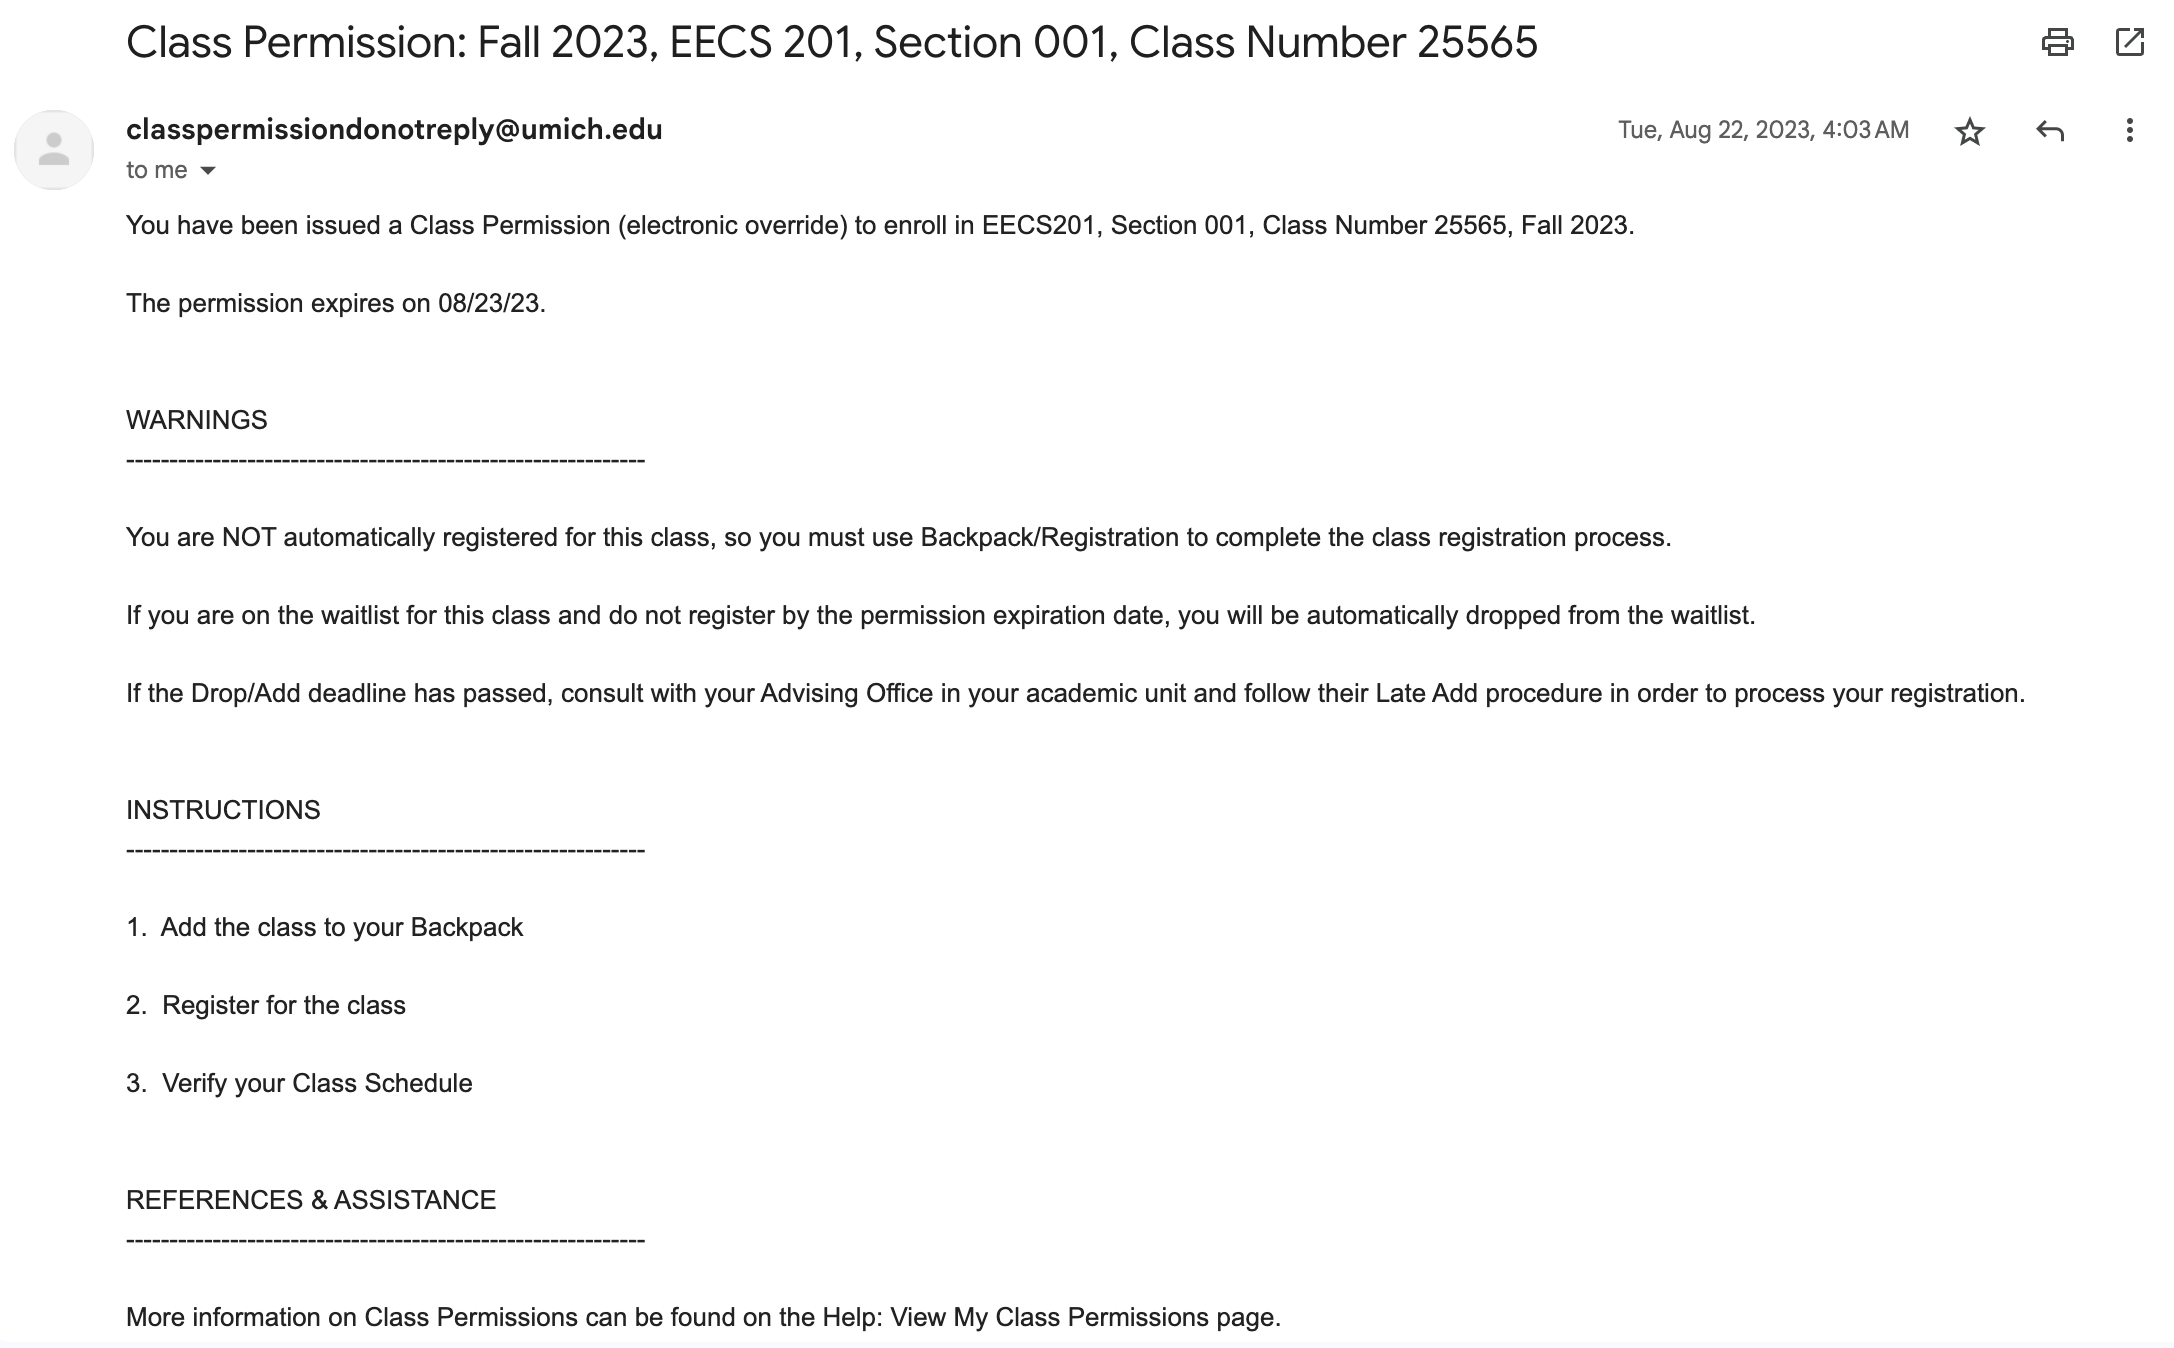 Class Permission: Fall 2023, EECS 201, Section 001, Class Number 25565
classpermissiondonotreply@umich.edu
Tue, Aug 22, 2023, 4:03 AM
to me
You have been issued a Class Permission (electronic override) to enroll in EECS201, Section 001, Class Number 25565, Fall 2023.
The permission expires on 08/23/23.
WARNINGS
------------------------------------------------------------
You are NOT automatically registered for this class, so you must use Backpack/Registration to complete the class registration process.
If you are on the waitlist for this class and do not register by the permission expiration date, you will be automatically dropped from the waitlist.
If the Drop/Add deadline has passed, consult with your Advising Office in your academic unit and follow their Late Add procedure in order to process your registration.
INSTRUCTIONS
------------------------------------------------------------
1.  Add the class to your Backpack
2.  Register for the class
3.  Verify your Class Schedule
REFERENCES & ASSISTANCE
------------------------------------------------------------
More information on Class Permissions can be found on the Help: View My Class Permissions page.